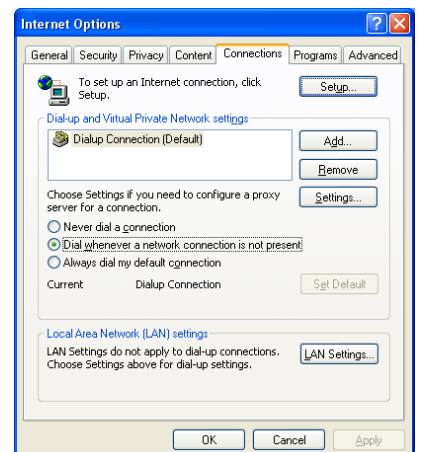 Internet Options
General Security Privacy Content Connections Programs Advanced
To set up an Internet connection, click
Setup.
Setup...
Dial-up and Virtual Private Network settings
Dialup Connection (Default)
Add...
Remove
Choose Settings if you need to configure a proxy
server for a connection.
Settings...
Never dial a connection
Dial whenever a network connection is not present
Always dial my default connection
Current Dialup Connection
Set Default
Local Area Network (LAN) settings
LAN Settings do not apply to dial-up connections.
Choose Settings above for dial-up settings.
LAN Settings...
OK Cancel Apply